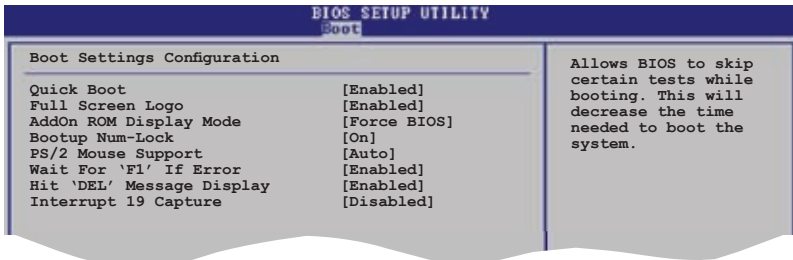 BIOS SETUP UTILITY
Boot
Boot Settings Configuration
Quick Boot [Enabled]
Full Screen Logo [Enabled]
AddOn ROM Display Mode [Force BIOS]
Bootup Num-Lock [On]
PS/2 Mouse Support [Auto]
Wait For ‘F1’ If Error [Enabled]
Hit ‘DEL’ Message Display [Enabled]
Interrupt 19 Capture [Disabled]
Allows BIOS to skip
certain tests while
booting. This will
decrease the time
needed to boot the
system.